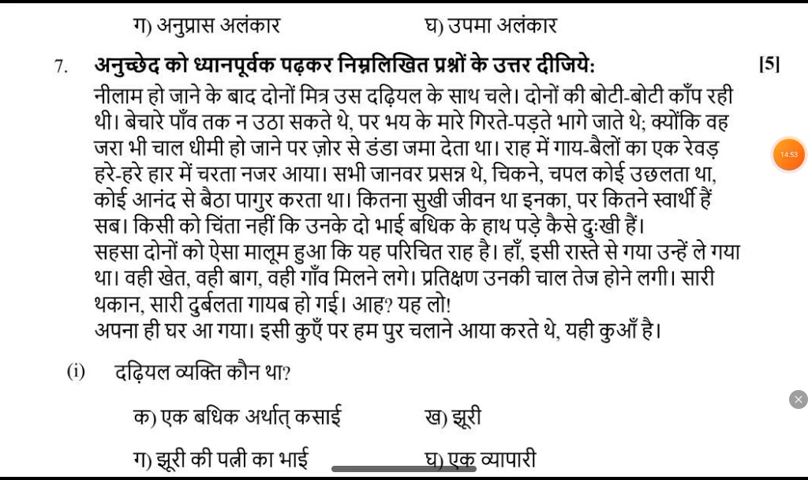 ग) अनुप्रास अलंकार घ) उपमा अलंकार
7. अनुच्छेद को ध्यानपूर्वक पढ़कर निम्नलिखित प्रश्नों के उत्तर दीजिये: [5]
नीलाम हो जाने के बाद दोनों मित्र उस दढ़ियल के साथ चले। दोनों की बोटी-बोटी काँप रही
थी। बेचारे पाँव तक न उठा सकते थे, पर भय के मारे गिरते-पड़ते भागे जाते थे; क्योंकि वह
जरा भी चाल धीमी हो जाने पर ज़ोर से डंडा जमा देता था। राह में गाय-बैलों का एक रेवड़
हरे-हरे हार में चरता नजर आया। सभी जानवर प्रसन्न थे, चिकने, चपल कोई उछलता था,
कोई आनंद से बैठा पागुर करता था। कितना सुखी जीवन था इनका, पर कितने स्वार्थी हैं
सब। किसी को चिंता नहीं कि उनके दो भाई बधिक के हाथ पड़े कैसे दुःखी हैं।
सहसा दोनों को ऐसा मालूम हुआ कि यह परिचित राह है। हाँ, इसी रास्ते से गया उन्हें ले गया
था। वही खेत, वही बाग, वही गाँव मिलने लगे। प्रतिक्षण उनकी चाल तेज होने लगी। सारी
थकान, सारी दुर्बलता गायब हो गई। आह? यह लो!
अपना ही घर आ गया। इसी कुएँ पर हम पुर चलाने आया करते थे, यही कुआँ है।
(i) दढ़ियल व्यक्ति कौन था?
क) एक बधिक अर्थात् कसाई ख) झूरी
ग) झूरी की पत्नी का भाई घ) एक व्यापारी
14:53